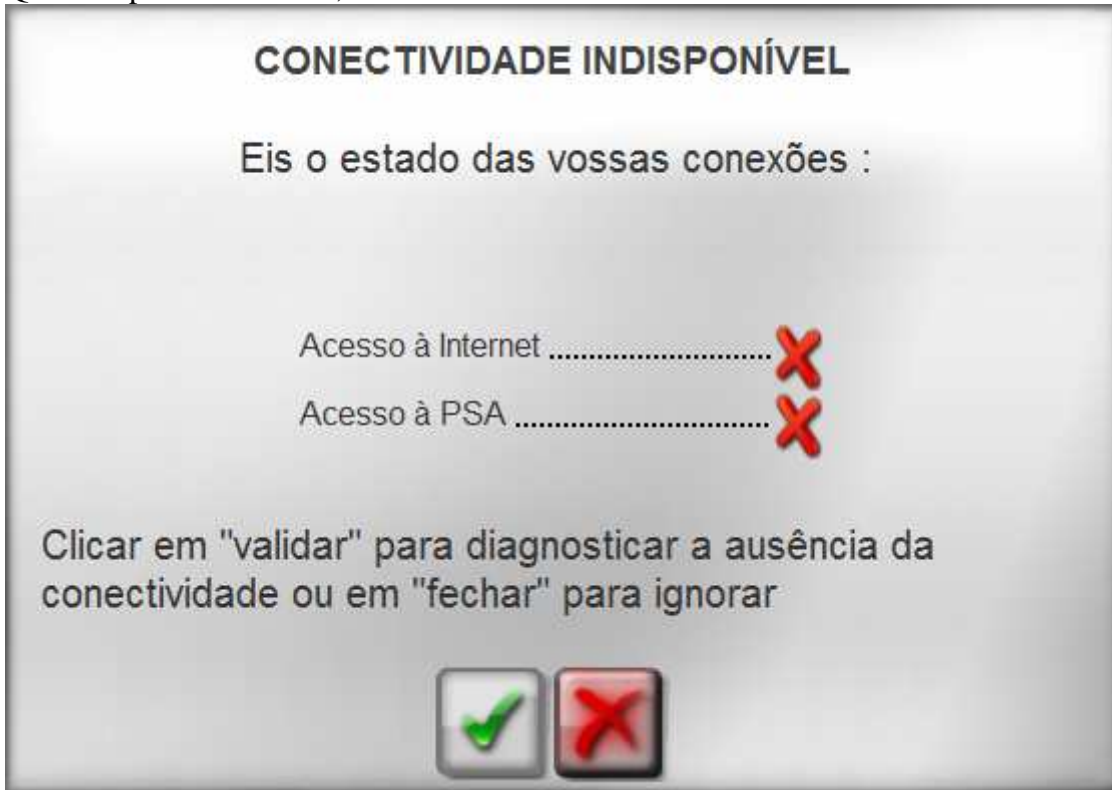 CONECTIVIDADE INDISPONÍVEL
Eis o estado das vossas conexões :
Acesso à Internet ...........................
Acesso à PSA ...............................
Clicar em "validar" para diagnosticar a ausência da
conectividade ou em "fechar" para ignorar